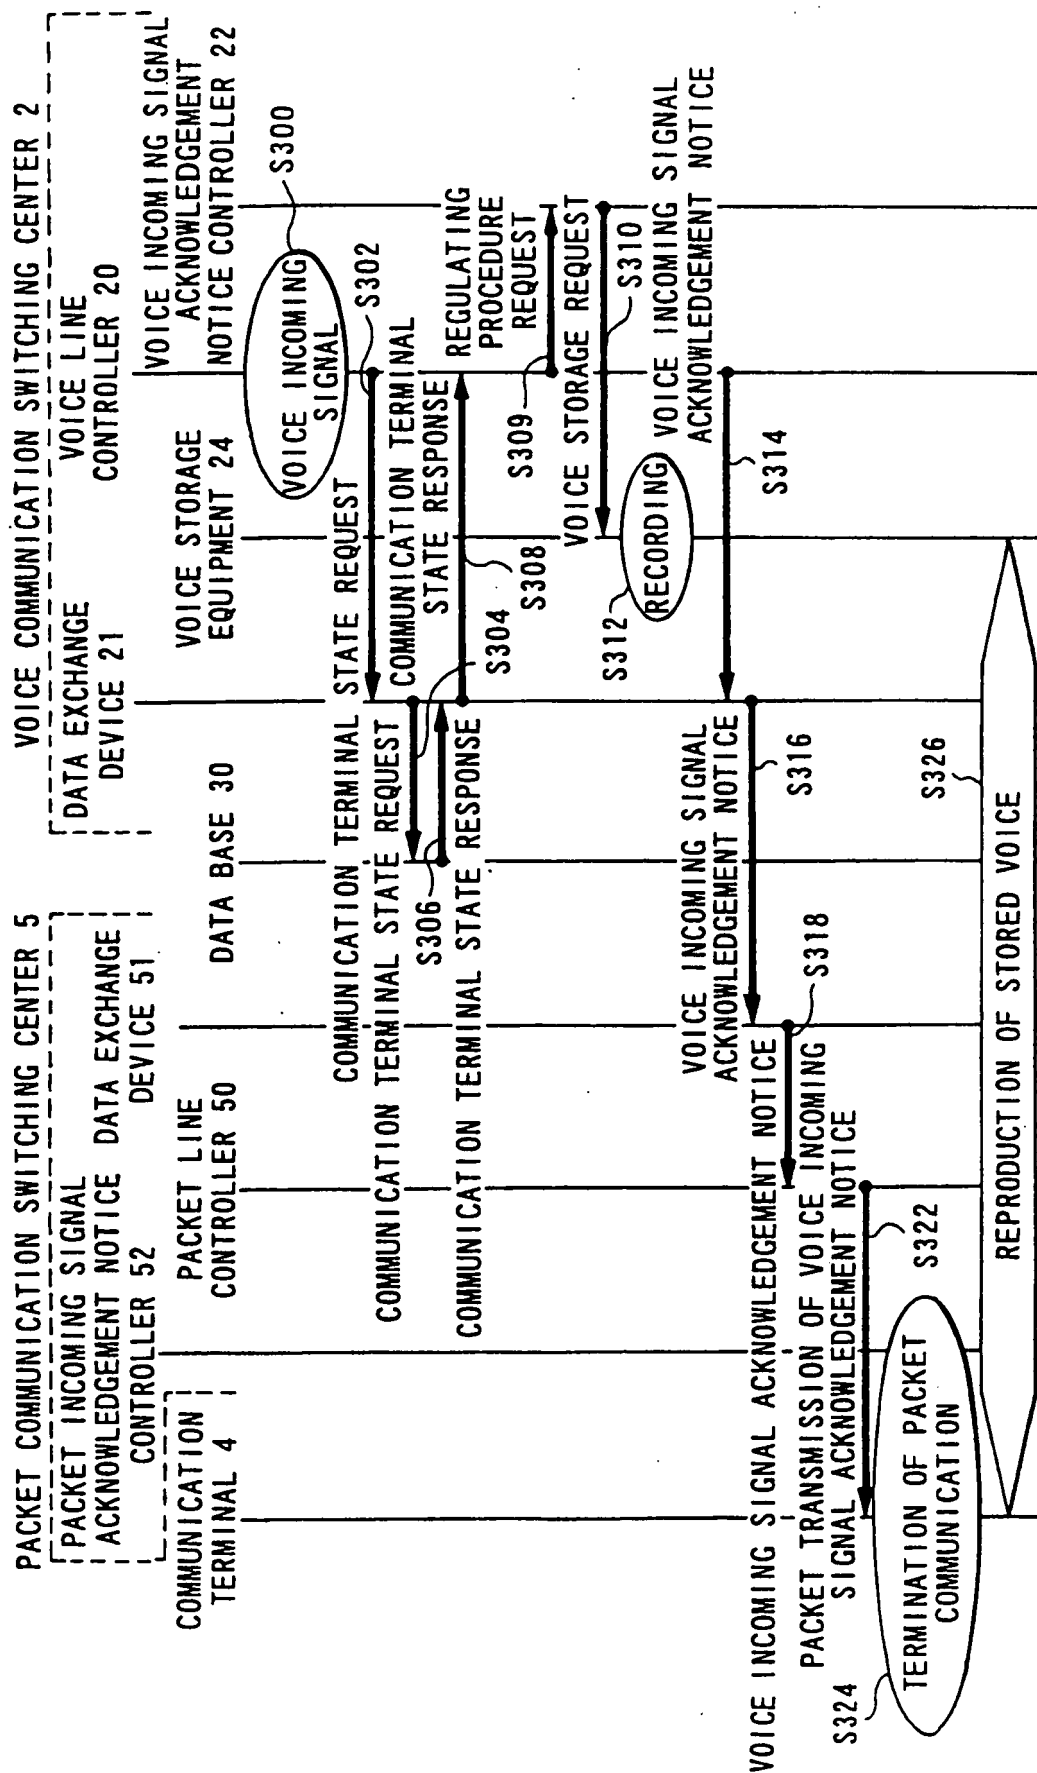 PACKET COMMUNICATION SWITCHING CENTER 5
PACKET INCOMING SIGNAL
ACKNOWLEDGEMENT NOTICE
CONTROLLER 52
DATA EXCHANGE
DEVICE 51
VOICE COMMUNICATION SWITCHING CENTER 2
DATA EXCHANGE
DEVICE 21
VOICE LINE
CONTROLLER 20
VOICE INCOMING SIGNAL
ACKNOWLEDGEMENT
NOTICE CONTROLLER 22
COMMUNICATION
TERMINAL 4
PACKET LINE
CONTROLLER 50
DATA BASE 30
VOICE STORAGE
EQUIPMENT 24
VOICE INCOMING
SIGNAL
S300
COMMUNICATION TERMINAL STATE REQUEST
S302
COMMUNICATION TERMINAL STATE REQUEST
S304
COMMUNICATION TERMINAL
STATE RESPONSE
S306
COMMUNICATION TERMINAL STATE RESPONSE
S308
REGULATING
PROCEDURE
REQUEST
S309
VOICE STORAGE REQUEST
S310
S312
RECORDING
VOICE INCOMING SIGNAL
ACKNOWLEDGEMENT NOTICE
S314
VOICE INCOMING SIGNAL
ACKNOWLEDGEMENT NOTICE
S316
VOICE INCOMING SIGNAL ACKNOWLEDGEMENT NOTICE
S318
PACKET TRANSMISSION OF VOICE INCOMING
SIGNAL ACKNOWLEDGEMENT NOTICE
S322
S324
TERMINATION OF PACKET
COMMUNICATION
S326
REPRODUCTION OF STORED VOICE